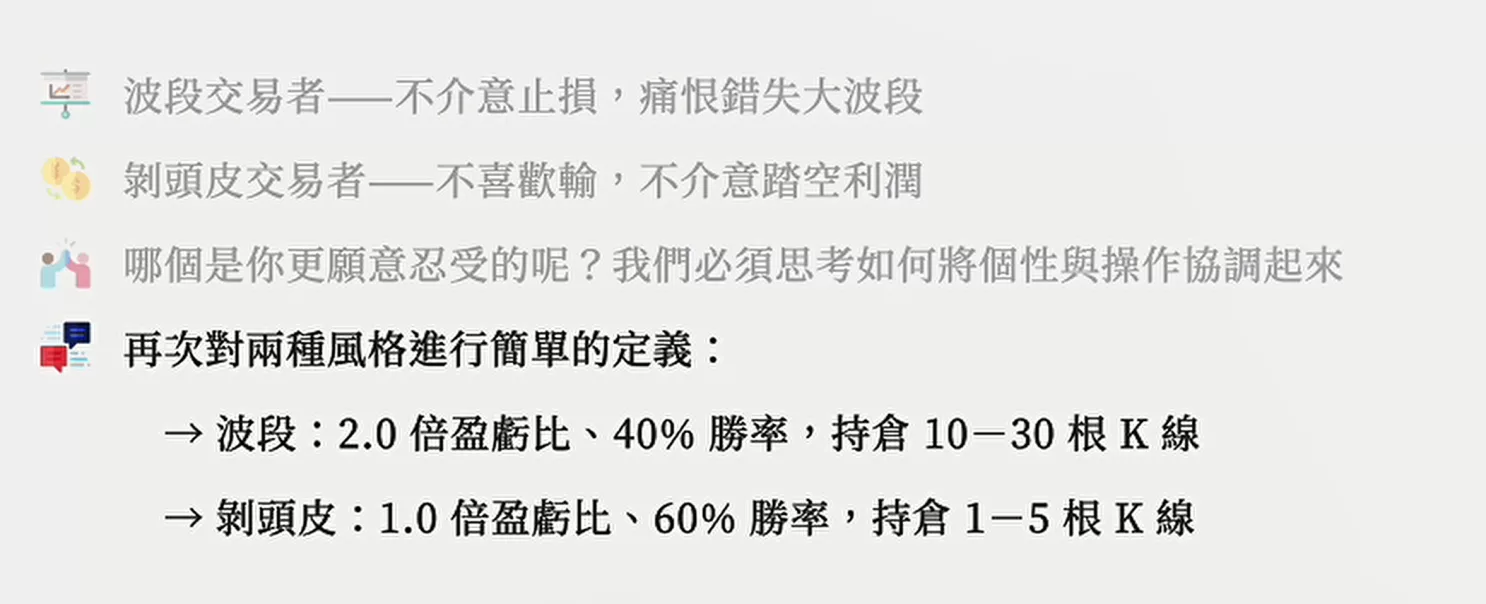 波段交易者——不介意止損，痛恨錯失大波段
剝頭皮交易者——不喜歡輸，不介意踏空利潤
哪個是你更願意忍受的呢？我們必須思考如何將個性與操作協調起來
再次對兩種風格進行簡單的定義：
→ 波段：2.0 倍盈虧比、40% 勝率，持倉 10－30 根 K 線
→ 剝頭皮：1.0 倍盈虧比、60% 勝率，持倉 1－5 根 K 線